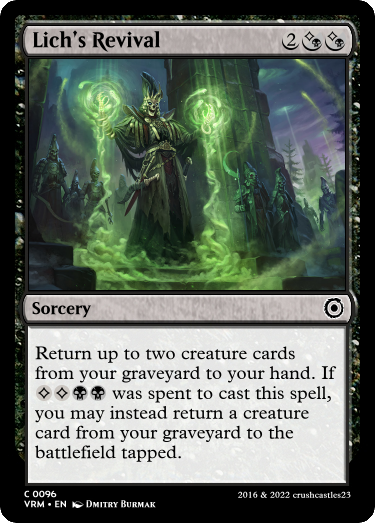 Lich's Revival 2
Sorcery
Return up to two creature cards
from your graveyard to your hand. If
was spent to cast this spell,
you may instead return a creature
card from your graveyard to the
battlefield tapped.
C 0096
VRM • EN Dmitry Burmak
2016 & 2022 crushcastles23